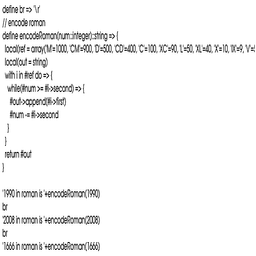 define br => '\r'
// encode roman
define encodeRoman(num::integer)::string => {
local(ref = array('M'=1000, 'CM'=900, 'D'=500, 'CD'=400, 'C'=100, 'XC'=90, 'L'=50, 'XL'=40, 'X'=10, 'IX'=9, 'V'=5
local(out = string)
with i in #ref do => {
while(#num >= #i->second) => {
#out->append(#i->first)
#num -= #i->second
}
}
return #out
}
'1990 in roman is '+encodeRoman(1990)
br
'2008 in roman is '+encodeRoman(2008)
br
'1666 in roman is '+encodeRoman(1666)